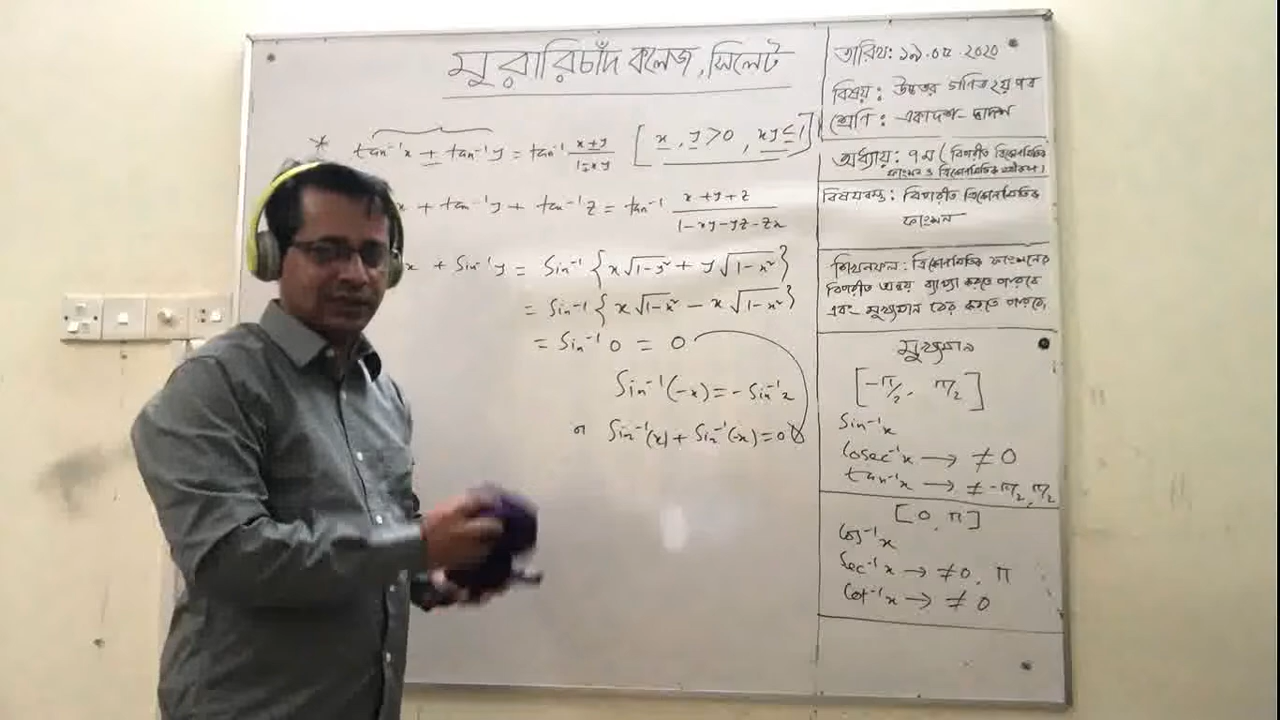 মুরারিচাঁদ কলেজ, সিলেট
* tan⁻¹x + tan⁻¹y = tan⁻¹ (x+y)/(1∓xy) [x, y>0, xy≤1]
x + tan⁻¹y + tan⁻¹z = tan⁻¹ (x+y+z)/(1-xy-yz-zx)
x + Sin⁻¹y = Sin⁻¹{x√(1-y²) + y√(1-x²)}
= Sin⁻¹{x√(1-x²) - x√(1-x²)}
= Sin⁻¹ 0 = 0
Sin⁻¹(-x) = -Sin⁻¹x
Sin⁻¹(x) + Sin⁻¹(-x) = 0
তারিখ: ১৯.০৫.২০২০
বিষয়: উচ্চতর গণিত ২য় পত্র
শ্রেণি: একাদশ-দ্বাদশ
অধ্যায়: ৭ম (বিপরীত ত্রিকোণমিতিক
ফাংশন ও ত্রিকোণমিতিক সমীকরণ)
বিষয়বস্তু: বিপরীত ত্রিকোণমিতিক
ফাংশন
শিখনফল: ত্রিকোণমিতিক ফাংশনের
বিপরীত অন্বয় ব্যাখ্যা করতে পারবে
এবং মুখ্যমান বের করতে পারবে,
মুখ্যমান
[-π/2, π/2]
Sin⁻¹x
Cosec⁻¹x → ≠ 0
tan⁻¹x → ≠ -π/2, π/2
[0, π]
Cos⁻¹x
Sec⁻¹x → ≠ 0, π
Cot⁻¹x → ≠ 0